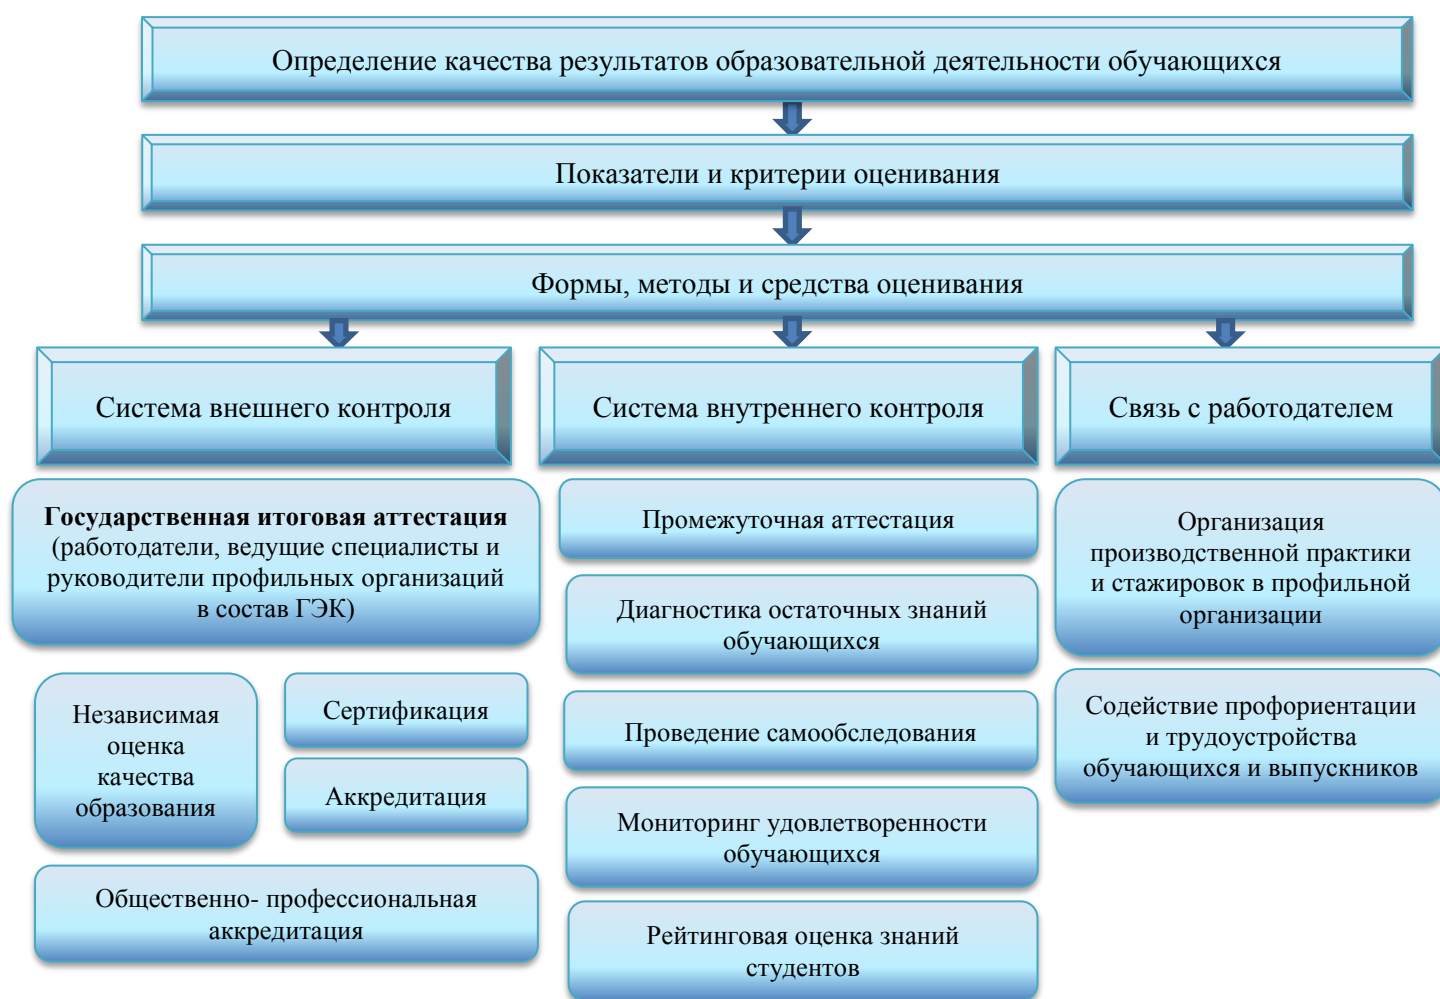 Определение качества результатов образовательной деятельности обучающихся
Показатели и критерии оценивания
Формы, методы и средства оценивания
Система внешнего контроля
Государственная итоговая аттестация
(работодатели, ведущие специалисты и
руководители профильных организаций
в состав ГЭК)
Независимая
оценка
качества
образования
Сертификация
Аккредитация
Общественно- профессиональная
аккредитация
Система внутреннего контроля
Промежуточная аттестация
Диагностика остаточных знаний
обучающихся
Проведение самообследования
Мониторинг удовлетворенности
обучающихся
Рейтинговая оценка знаний
студентов
Связь с работодателем
Организация
производственной практики
и стажировок в профильной
организации
Содействие профориентации
и трудоустройства
обучающихся и выпускников